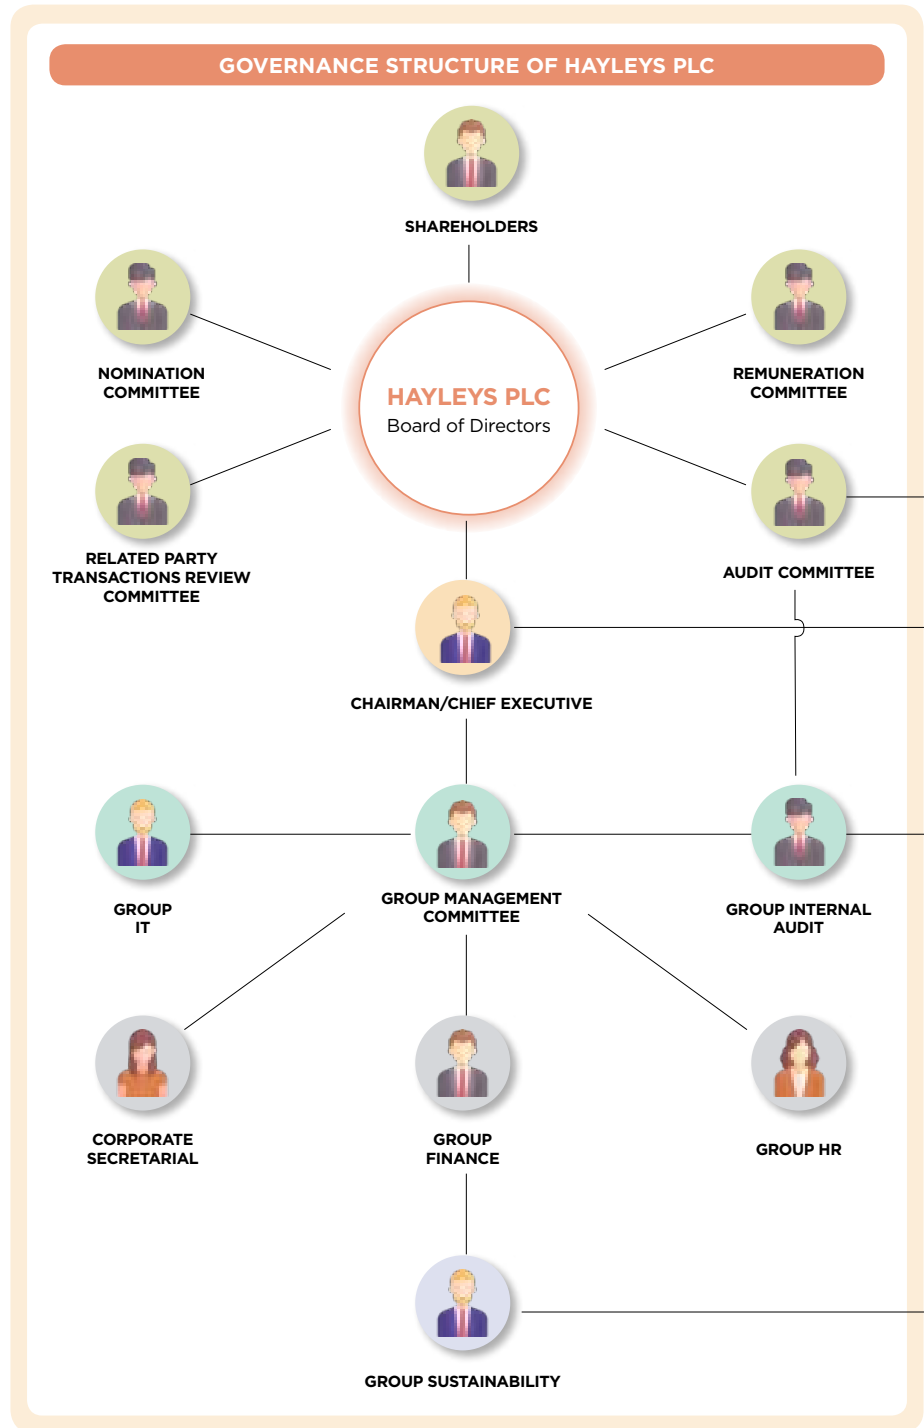 GOVERNANCE STRUCTURE OF HAYLEYS PLC
SHAREHOLDERS
NOMINATION
COMMITTEE
REMUNERATION
COMMITTEE
HAYLEYS PLC
Board of Directors
RELATED PARTY
TRANSACTIONS REVIEW
COMMITTEE
AUDIT COMMITTEE
CHAIRMAN/CHIEF EXECUTIVE
GROUP
IT
GROUP MANAGEMENT
COMMITTEE
GROUP INTERNAL
AUDIT
CORPORATE
SECRETARIAL
GROUP
FINANCE
GROUP HR
GROUP SUSTAINABILITY